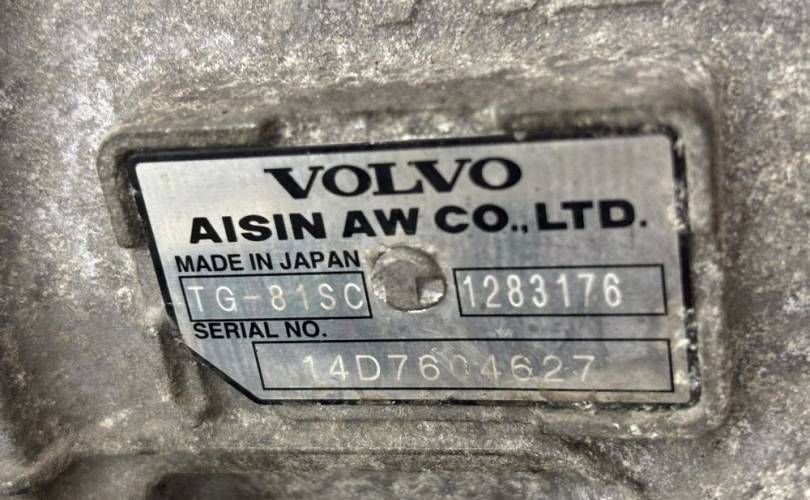 VOLVO
AISIN AW CO., LTD.
MADE IN JAPAN
TG-81SC 1283176
SERIAL NO.
14D7604627